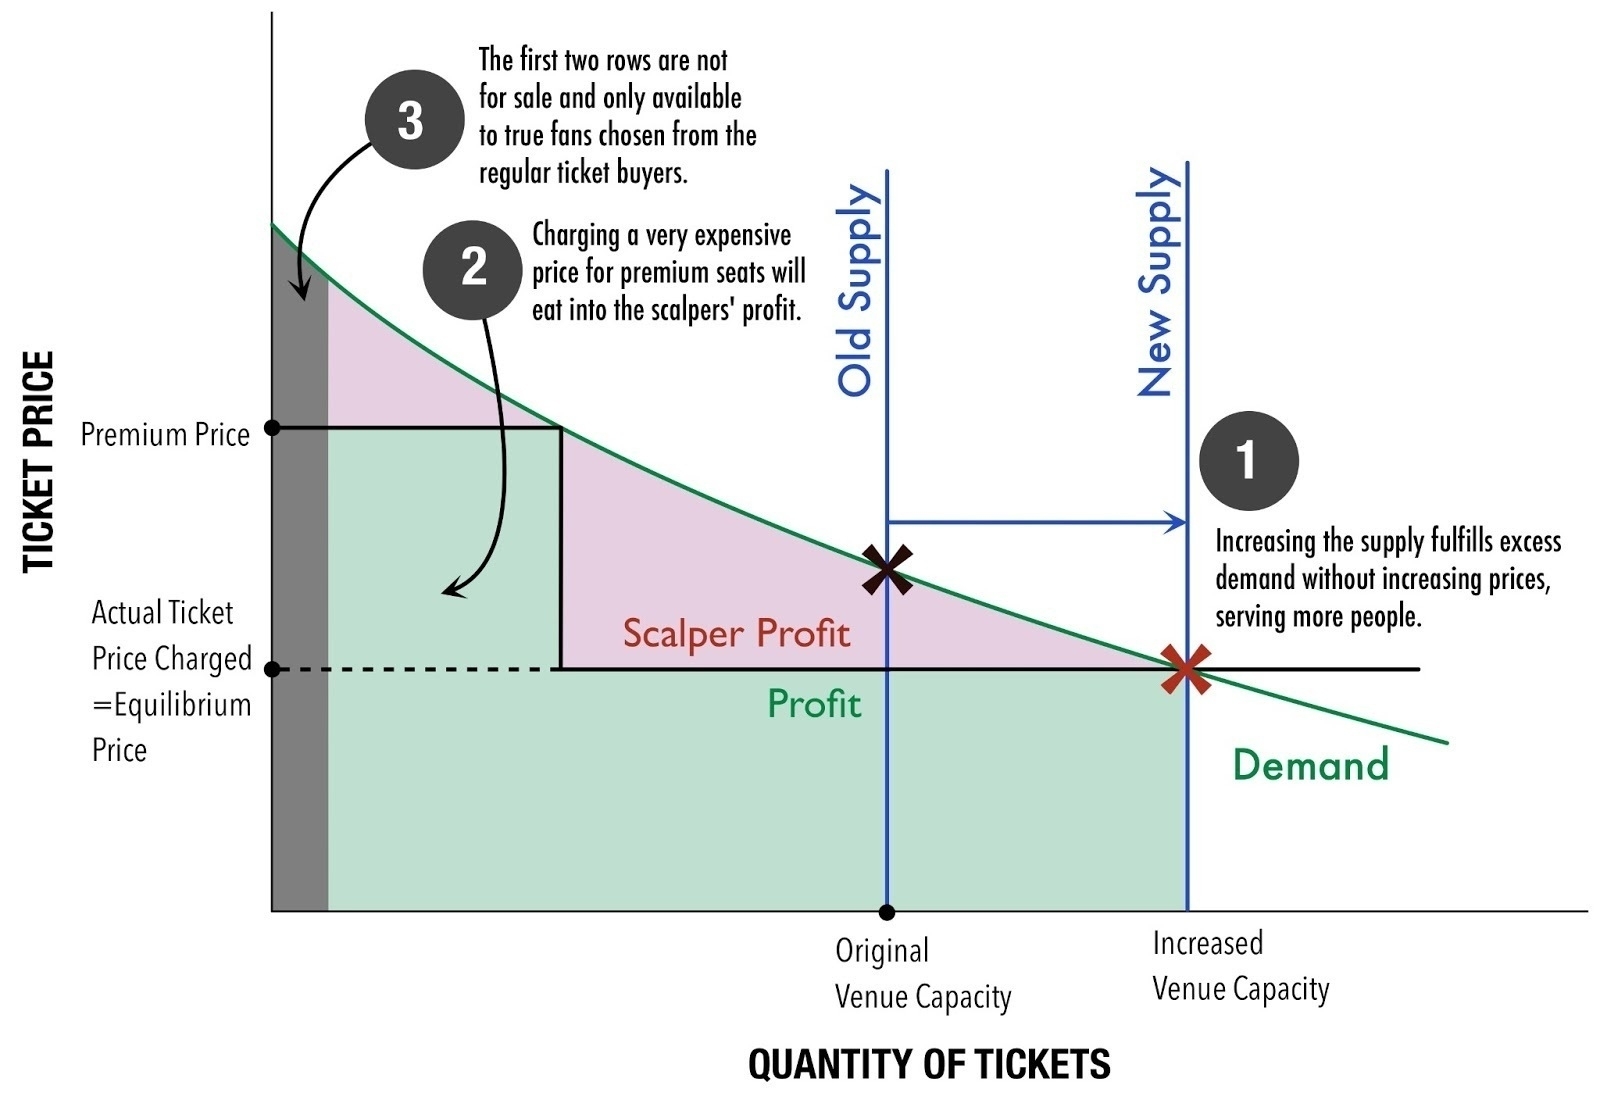 3
The first two rows are not
for sale and only available
to true fans chosen from the
regular ticket buyers.
2
Charging a very expensive
price for premium seats will
eat into the scalpers' profit.
Old Supply
New Supply
1
Increasing the supply fulfills excess
demand without increasing prices,
serving more people.
TICKET PRICE
Premium Price
Actual Ticket
Price Charged
=Equilibrium
Price
Scalper Profit
Profit
Demand
Original
Venue Capacity
Increased
Venue Capacity
QUANTITY OF TICKETS